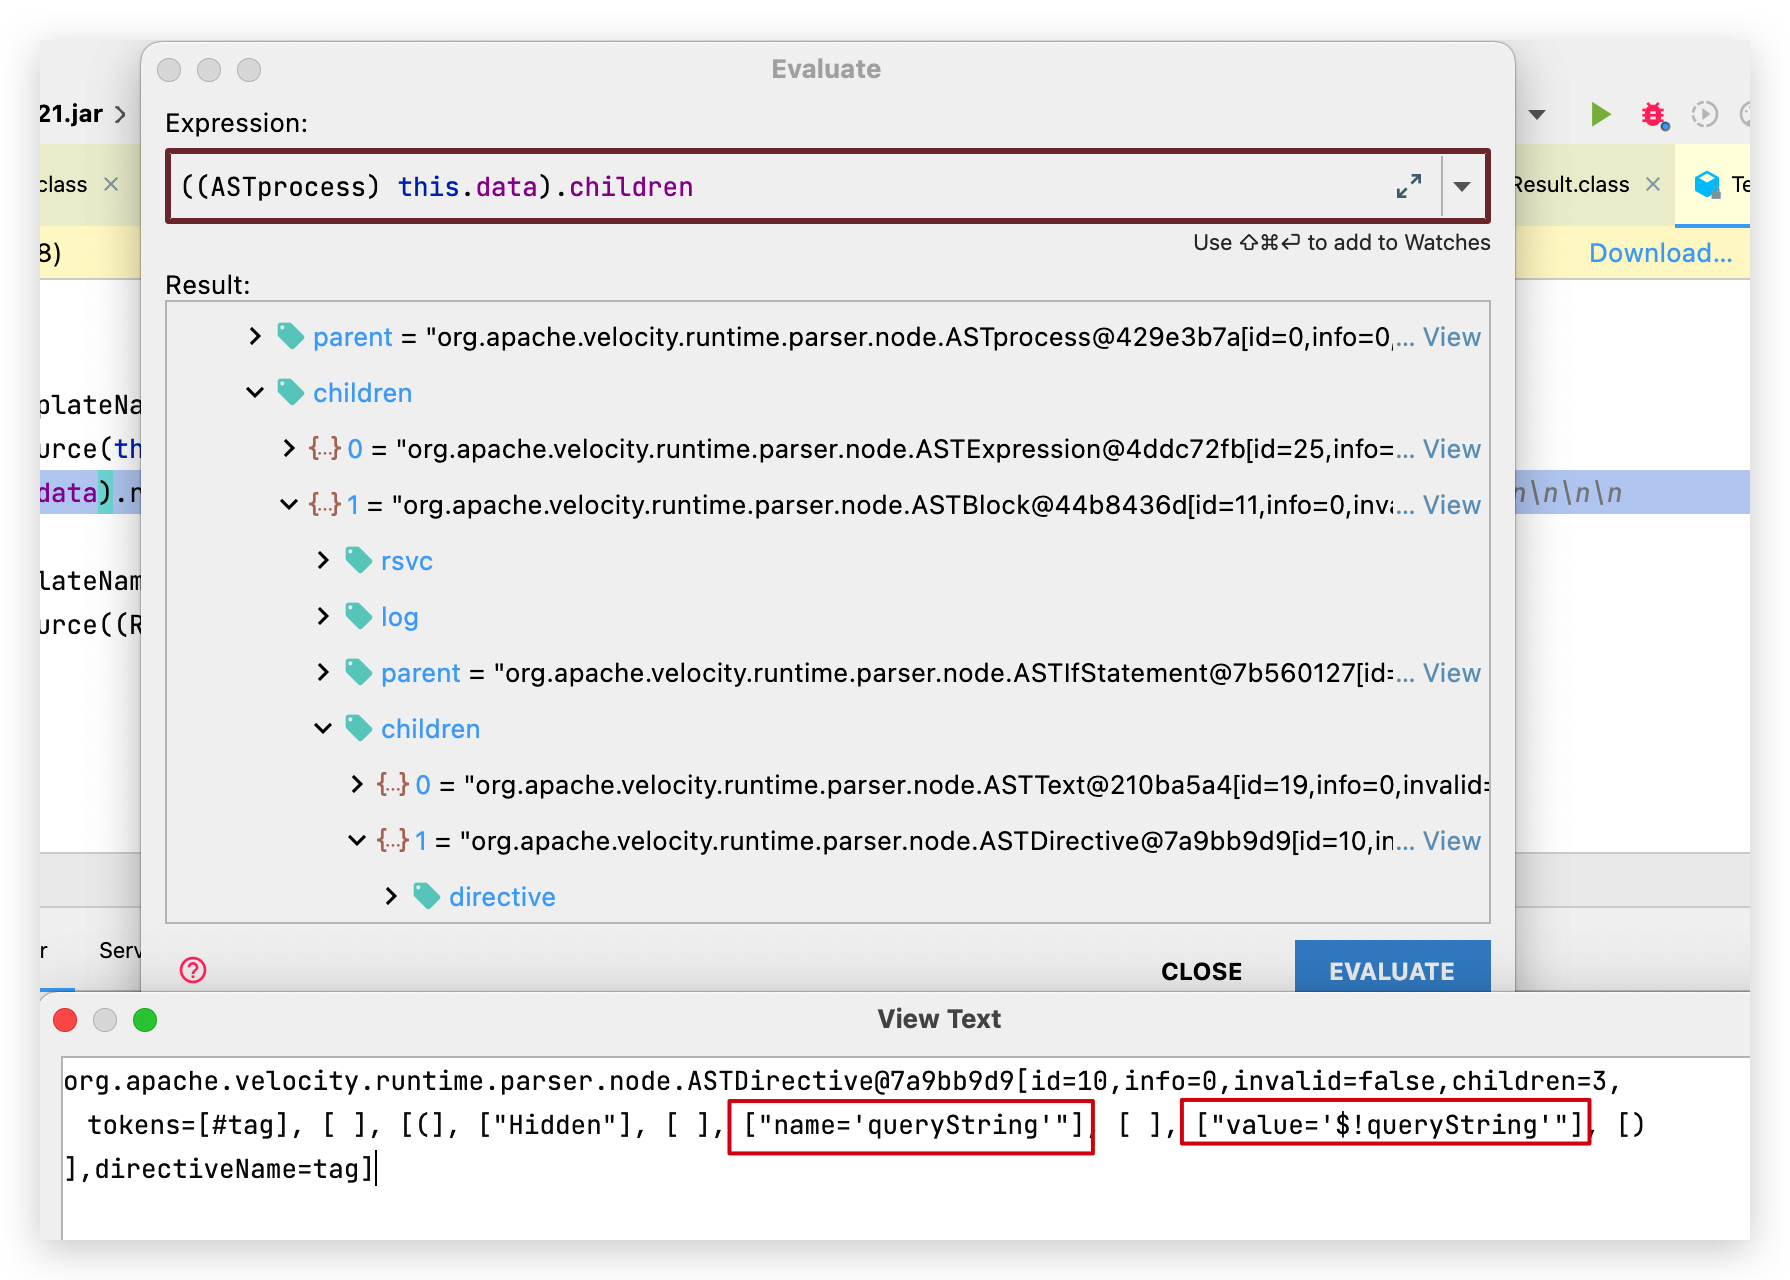 Evaluate
21.jar
Expression:
class
((ASTprocess) this.data).children
Result.class
Te
8)
Use ⇧⌘⏎ to add to Watches
Download...
Result:
parent = "org.apache.velocity.runtime.parser.node.ASTprocess@429e3b7a[id=0,info=0,... View
children
plateNa
0 = "org.apache.velocity.runtime.parser.node.ASTExpression@4ddc72fb[id=25,info=... View
urce(th
1 = "org.apache.velocity.runtime.parser.node.ASTBlock@44b8436d[id=11,info=0,inva... View
data).n
n\n\n\n
rsvc
lateNam
log
urce((R
parent = "org.apache.velocity.runtime.parser.node.ASTIfStatement@7b560127[id=... View
children
0 = "org.apache.velocity.runtime.parser.node.ASTText@210ba5a4[id=19,info=0,invalid=
1 = "org.apache.velocity.runtime.parser.node.ASTDirective@7a9bb9d9[id=10,in... View
directive
r
Serv
?
CLOSE
EVALUATE
View Text
org.apache.velocity.runtime.parser.node.ASTDirective@7a9bb9d9[id=10,info=0,invalid=false,children=3,
tokens=[#tag], [ ], [(], ["Hidden"], [ ], ["name='queryString'"], [ ], ["value='$!queryString'"], [)
],directiveName=tag]